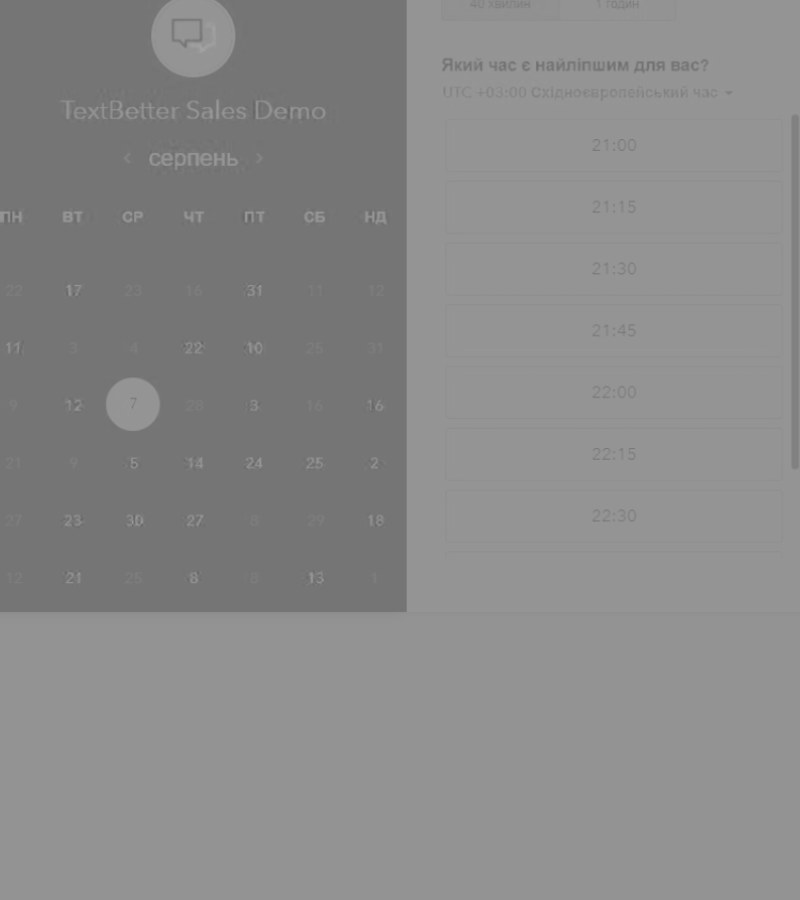 TextBetter Sales Demo
‹ серпень ›
ПН ВТ СР ЧТ ПТ СБ НД
22 17 23 16 31 11 12
11 3 4 22 10 25 31
9 12 7 28 3 16 16
21 9 5 14 24 25 2
27 23 30 27 8 29 18
12 21 25 8 6 13 1
40 хвилин 1 годин
Який час є найліпшим для вас?
UTC +03:00 Східноєвропейський час
21:00
21:15
21:30
21:45
22:00
22:15
22:30